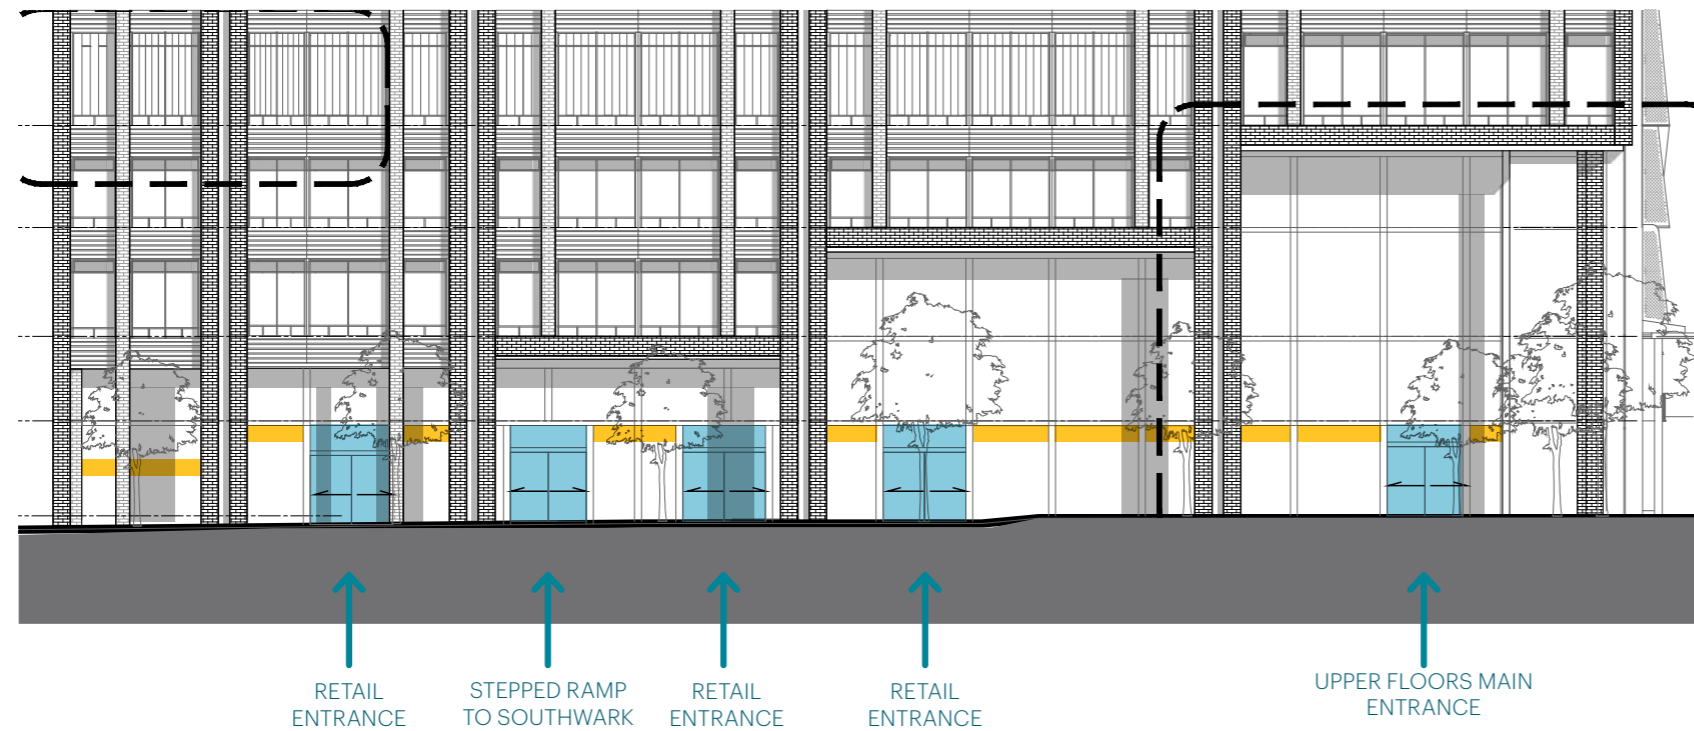 RETAIL
ENTRANCE
STEPPED RAMP
TO SOUTHWARK
RETAIL
ENTRANCE
RETAIL
ENTRANCE
UPPER FLOORS MAIN
ENTRANCE